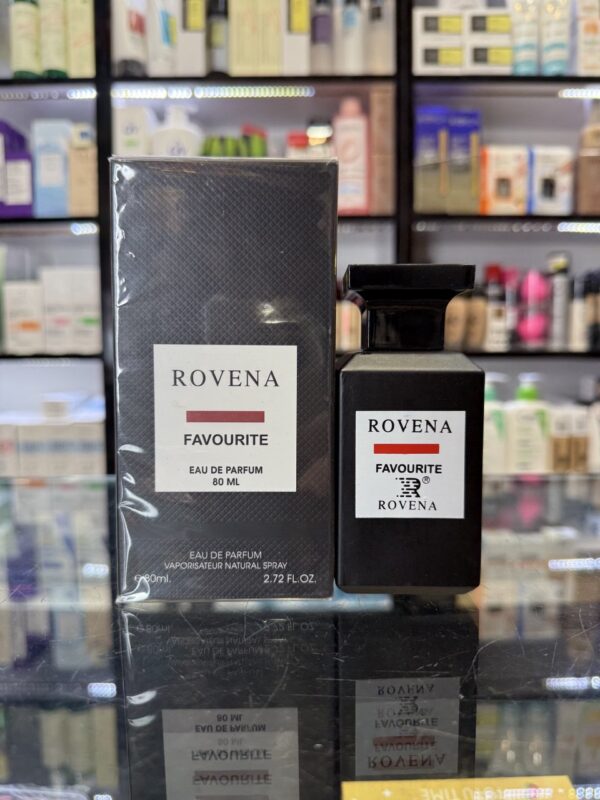 ROVENA
FAVOURITE
EAU DE PARFUM
80 ML
EAU DE PARFUM
VAPORISATEUR NATURAL SPRAY
e80ml.
2.72 FL.OZ.
ROVENA
FAVOURITE
R®
ROVENA